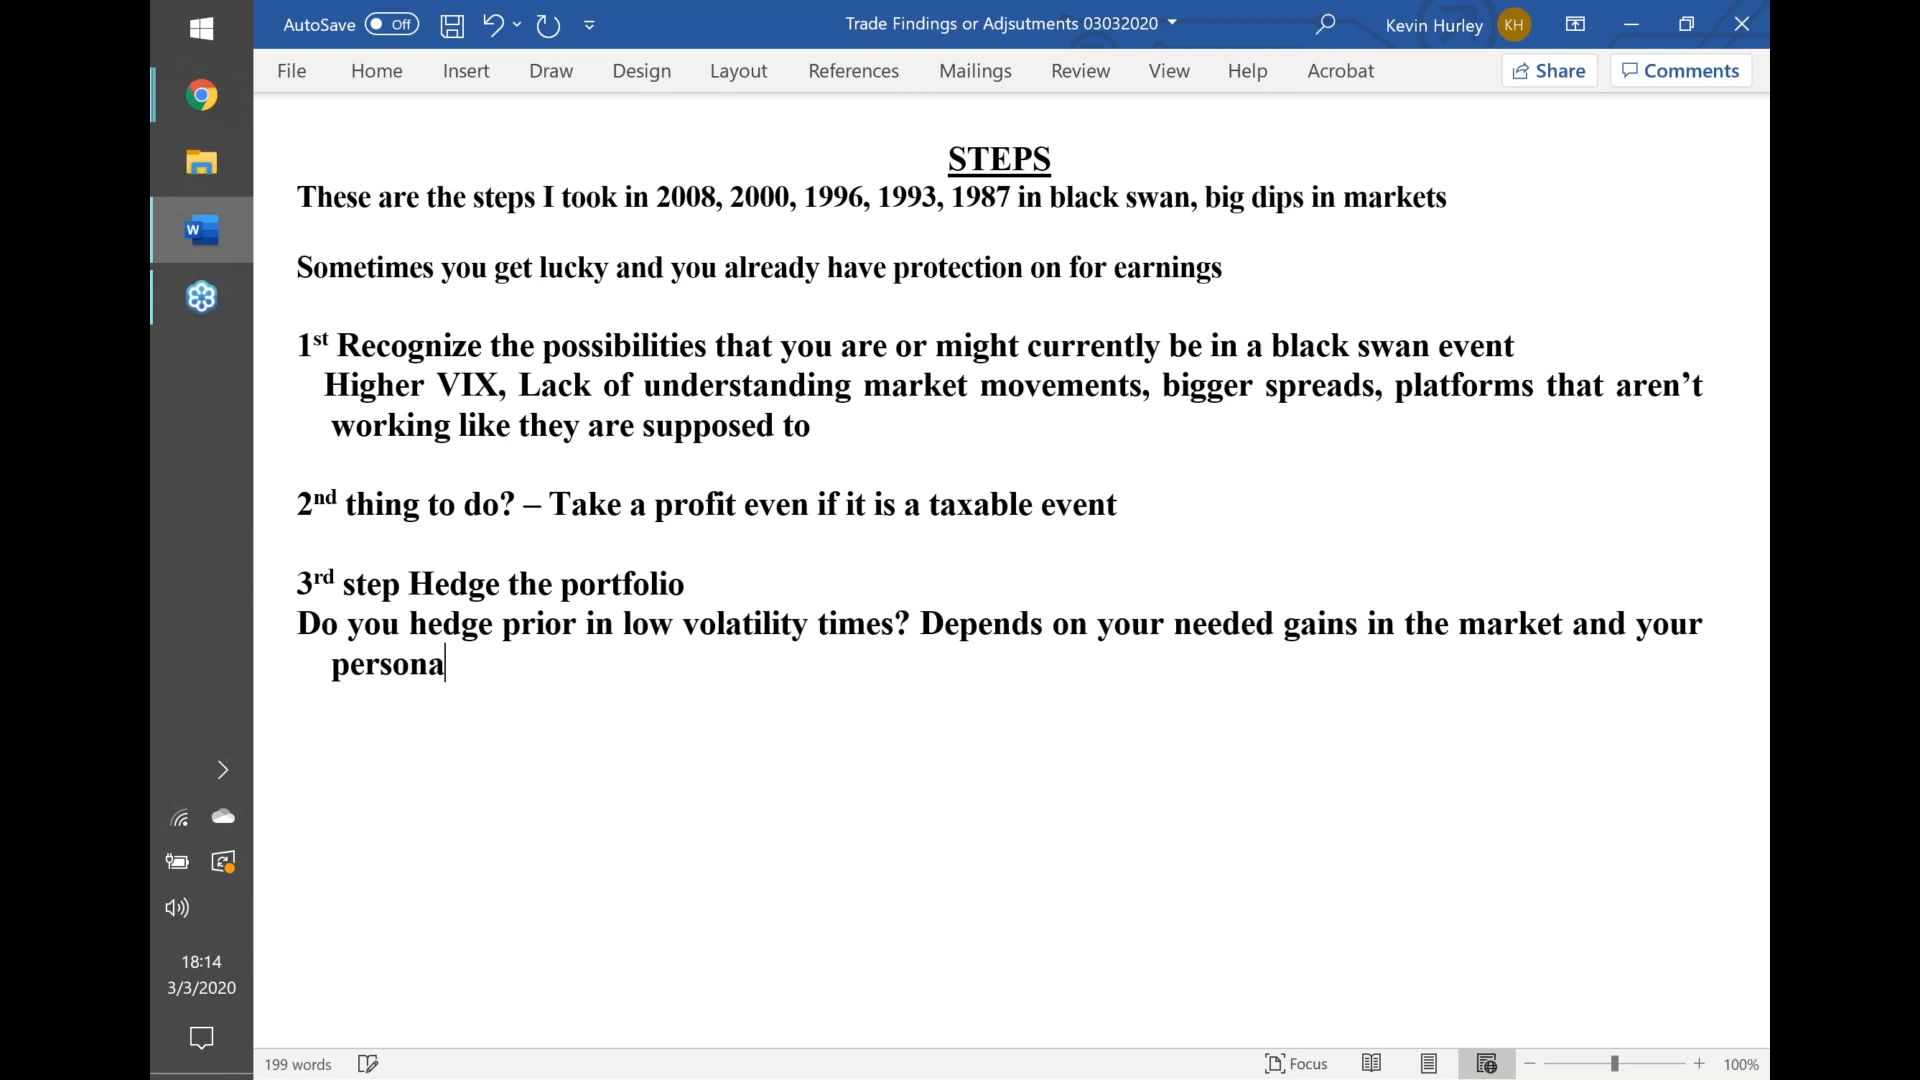 AutoSave Off Trade Findings or Adjsutments 03032020 Kevin Hurley KH
File Home Insert Draw Design Layout References Mailings Review View Help Acrobat Share Comments
STEPS
These are the steps I took in 2008, 2000, 1996, 1993, 1987 in black swan, big dips in markets
Sometimes you get lucky and you already have protection on for earnings
1st Recognize the possibilities that you are or might currently be in a black swan event
Higher VIX, Lack of understanding market movements, bigger spreads, platforms that aren’t
working like they are supposed to
2nd thing to do? – Take a profit even if it is a taxable event
3rd step Hedge the portfolio
Do you hedge prior in low volatility times? Depends on your needed gains in the market and your
persona
W
18:14
3/3/2020
199 words Focus 100%